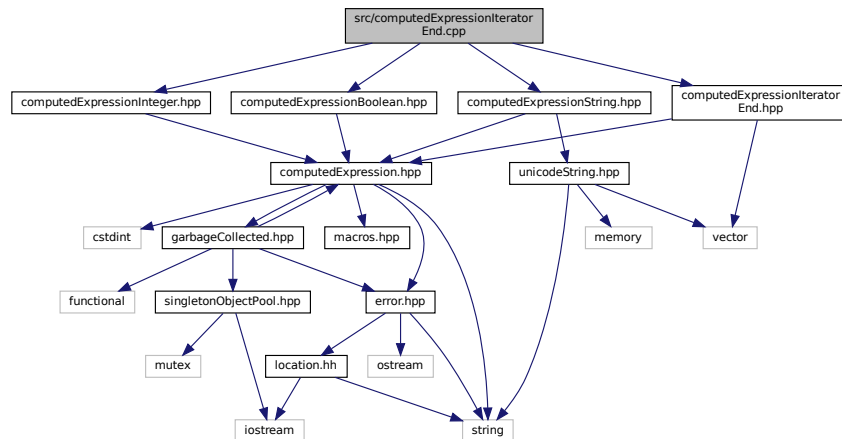 src/computedExpressionIterator
End.cpp
computedExpressionInteger.hpp
computedExpressionBoolean.hpp
computedExpressionString.hpp
computedExpressionIterator
End.hpp
computedExpression.hpp
unicodeString.hpp
cstdint
garbageCollected.hpp
macros.hpp
memory
vector
functional
singletonObjectPool.hpp
error.hpp
mutex
location.hh
ostream
iostream
string